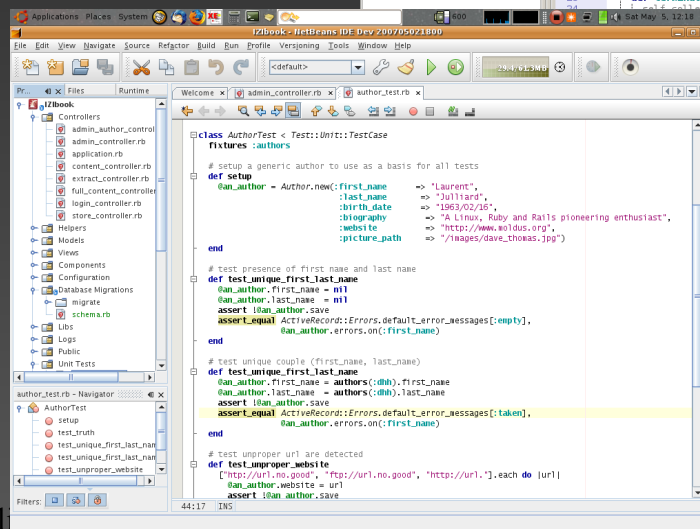 Applications Places System
600
Sat May 5, 12:18
IZIbook - NetBeans IDE Dev 200705021800
File Edit View Navigate Source Refactor Build Run CVS Profile Versioning Tools Window Help
<default>
29.4/61.3MB
Pr... Files Runtime
Welcome admin_controller.rb author_test.rb
IZIbook
Controllers
admin_author_control
admin_controller.rb
application.rb
content_controller.rb
extract_controller.rb
full_content_controller
login_controller.rb
store_controller.rb
Helpers
Models
Views
Components
Configuration
Database Migrations
migrate
schema.rb
Libs
Logs
Public
Unit Tests
author_test.rb - Navigator
AuthorTest
setup
test_truth
test_unique_first_last_nam
test_unique_first_last_nam
test_unproper_website
Filters:
class AuthorTest < Test::Unit::TestCase
fixtures :authors
# setup a generic author to use as a basis for all tests
def setup
@an_author = Author.new(:first_name => "Laurent",
:last_name => "Julliard",
:birth_date => "1963/02/16",
:biography => "A Linux, Ruby and Rails pioneering enthusiast",
:website => "http://www.moldus.org",
:picture_path => "/images/dave_thomas.jpg")
end
# test presence of first name and last name
def test_unique_first_last_name
@an_author.first_name = nil
@an_author.last_name = nil
assert !@an_author.save
assert_equal ActiveRecord::Errors.default_error_messages[:empty],
@an_author.errors.on(:first_name)
end
# test unique couple (first_name, last_name)
def test_unique_first_last_name
@an_author.first_name = authors(:dhh).first_name
@an_author.last_name = authors(:dhh).last_name
assert !@an_author.save
assert_equal ActiveRecord::Errors.default_error_messages[:taken],
@an_author.errors.on(:first_name)
end
# test unproper url are detected
def test_unproper_website
["htp://url.no.good", "ftp://url.no.good", "http://url."].each do |url|
@an_author.website = url
assert !@an_author.save
44:17 INS